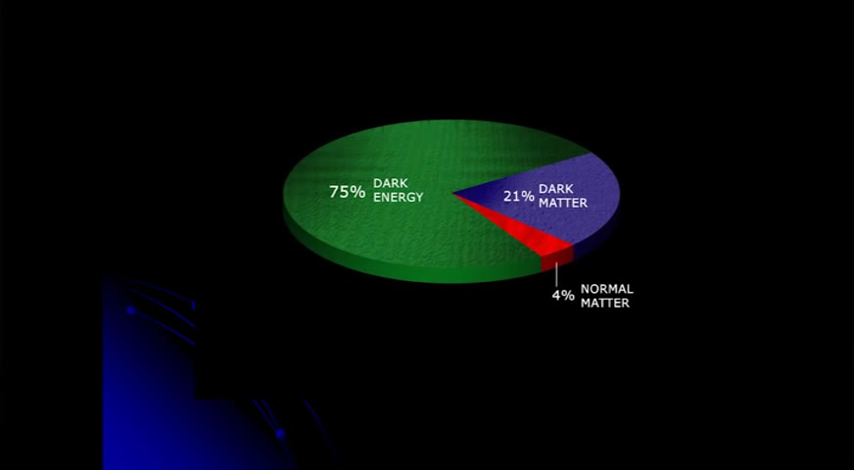 75% DARK
ENERGY
21% DARK
MATTER
4% NORMAL
MATTER